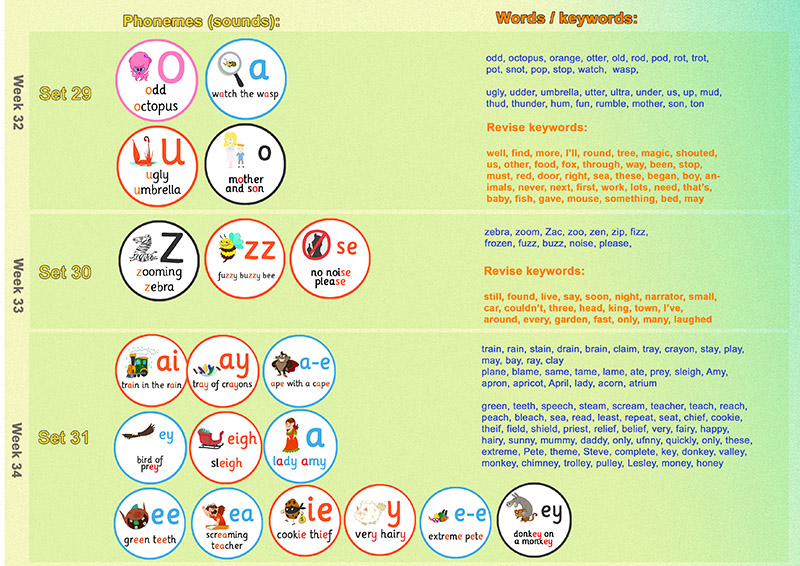 Phonemes (sounds):
Words / keywords:
Week 32
Set 29
o
odd
octopus
a
watch the wasp
u
ugly
umbrella
o
mother
and son
odd, octopus, orange, otter, old, rod, pod, rot, trot,
pot, snot, pop, stop, watch, wasp,
ugly, udder, umbrella, utter, ultra, under, us, up, mud,
thud, thunder, hum, fun, rumble, mother, son, ton
Revise keywords:
well, find, more, I'll, round, tree, magic, shouted,
us, other, food, fox, through, way, been, stop,
must, red, door, right, sea, these, began, boy, an-
imals, never, next, first, work, lots, need, that's,
baby, fish, gave, mouse, something, bed, may
Week 33
Set 30
z
zooming
zebra
zz
fuzzy buzzy bee
se
no noise
please
zebra, zoom, Zac, zoo, zen, zip, fizz,
frozen, fuzz, buzz, noise, please,
Revise keywords:
still, found, live, say, soon, night, narrator, small,
car, couldn't, three, head, king, town, I've,
around, every, garden, fast, only, many, laughed
Week 34
Set 31
ai
train in the rain
ay
tray of crayons
a-e
ape with a cape
ey
bird of
prey
eigh
sleigh
a
lady amy
ee
green teeth
ea
screaming
teacher
ie
cookie thief
y
very hairy
e-e
extreme pete
ey
donkey on
a monkey
train, rain, stain, drain, brain, claim, tray, crayon, stay, play,
may, bay, ray, clay
plane, blame, same, tame, lame, ate, prey, sleigh, Amy,
apron, apricot, April, lady, acorn, atrium
green, teeth, speech, steam, scream, teacher, teach, reach,
peach, bleach, sea, read, least, repeat, seat, chief, cookie,
theif, field, shield, priest, relief, belief, very, fairy, happy,
hairy, sunny, mummy, daddy, only, ufnny, quickly, only, these,
extreme, Pete, theme, Steve, complete, key, donkey, valley,
monkey, chimney, trolley, pulley, Lesley, money, honey